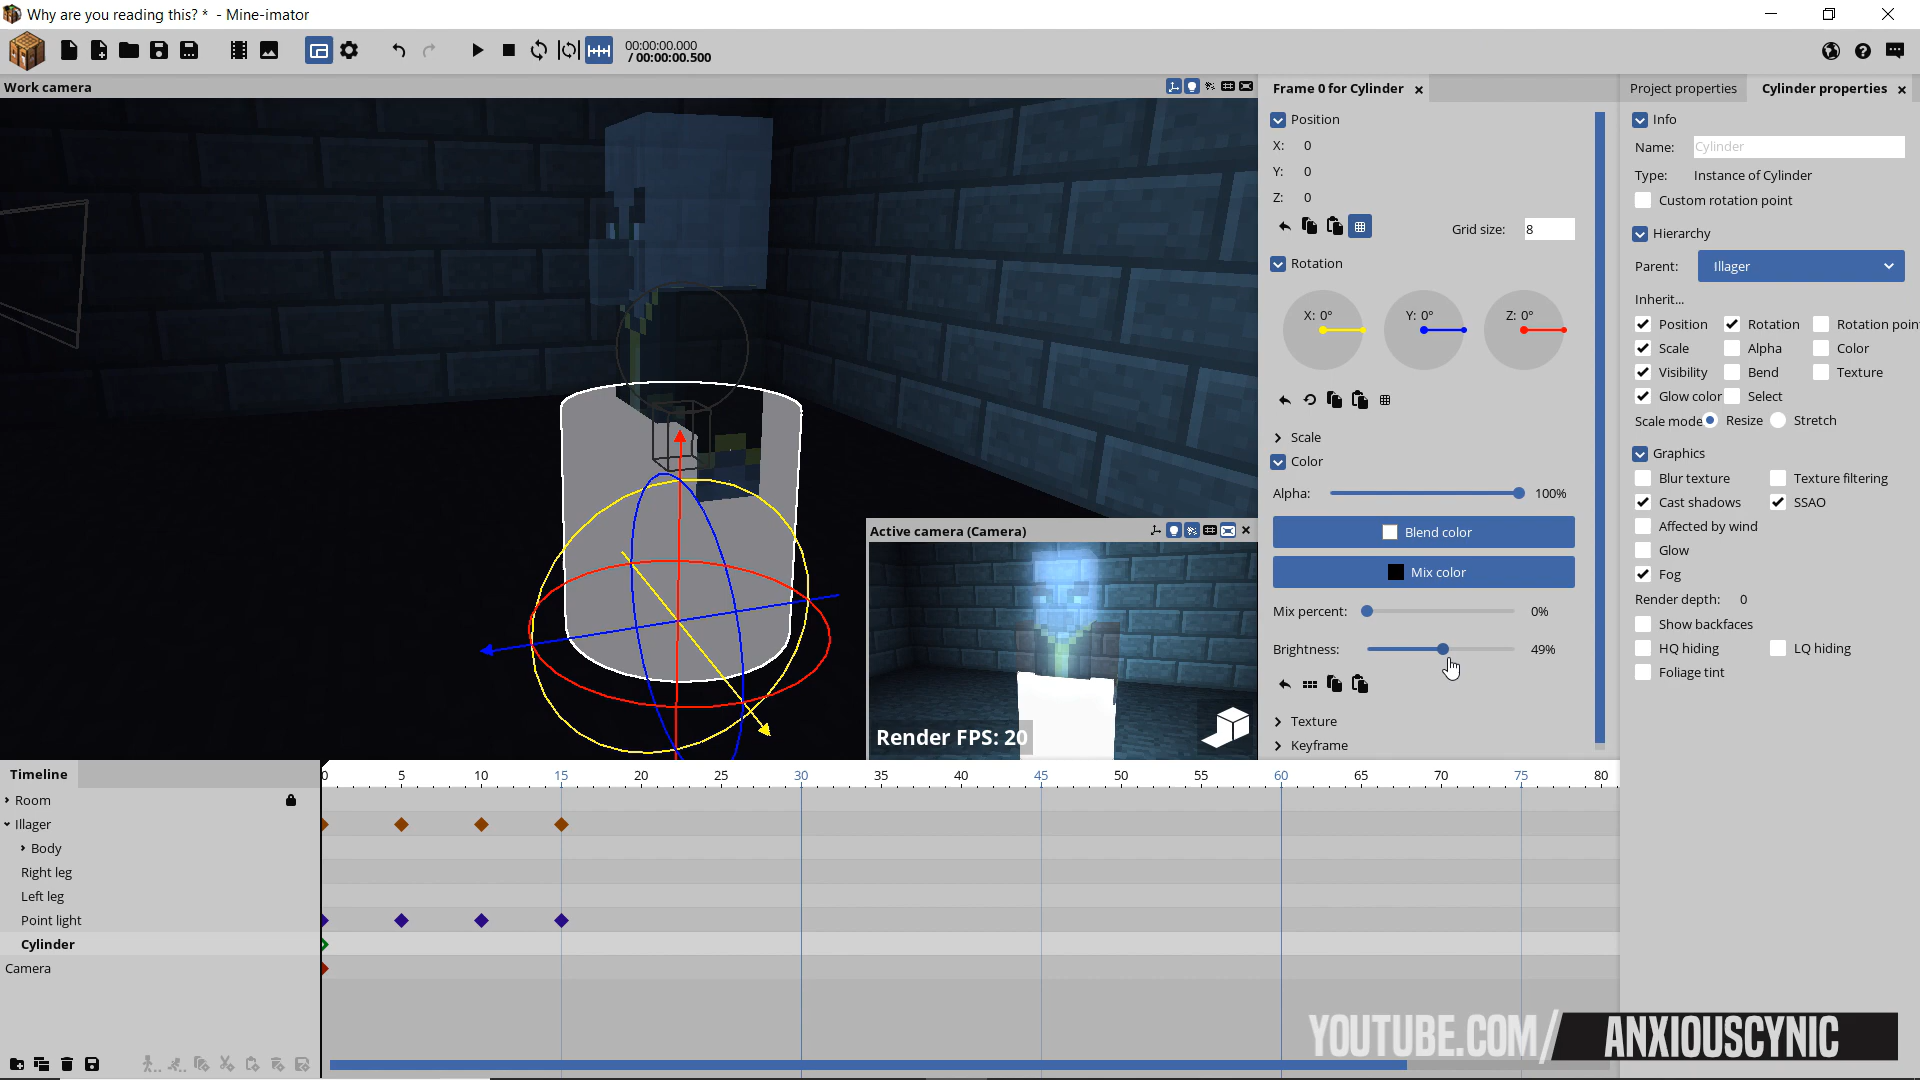 Why are you reading this? * - Mine-imator
00:00:00.000
/ 00:00:00.500
Work camera
Frame 0 for Cylinder
Position
X: 0
Y: 0
Z: 0
Grid size: 8
Rotation
X: 0° Y: 0° Z: 0°
Scale
Color
Alpha: 100%
Blend color
Mix color
Mix percent: 0%
Brightness: 49%
Texture
Keyframe
Project properties Cylinder properties
Info
Name: Cylinder
Type: Instance of Cylinder
Custom rotation point
Hierarchy
Parent: Illager
Inherit...
Position Rotation Rotation poin
Scale Alpha Color
Visibility Bend Texture
Glow color Select
Scale mode Resize Stretch
Graphics
Blur texture Texture filtering
Cast shadows SSAO
Affected by wind
Glow
Fog
Render depth: 0
Show backfaces
HQ hiding LQ hiding
Foliage tint
Active camera (Camera)
Render FPS: 20
Timeline
0 5 10 15 20 25 30 35 40 45 50 55 60 65 70 75 80
Room
Illager
Body
Right leg
Left leg
Point light
Cylinder
Camera
YOUTUBE.COM/ ANXIOUSCYNIC